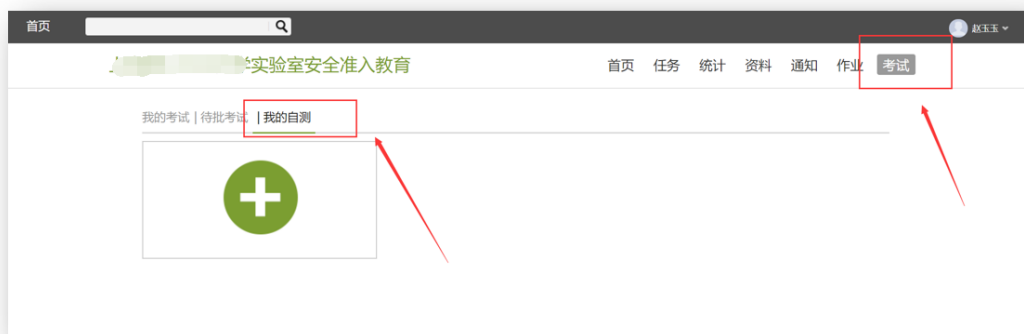 首页
赵玉玉
学实验室安全准入教育
首页 任务 统计 资料 通知 作业 考试
我的考试 | 待批考试 | 我的自测